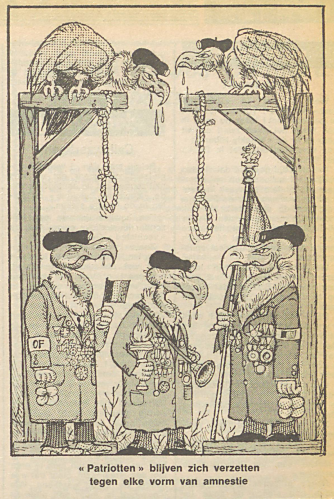 OF
« Patriotten » blijven zich verzetten
tegen elke vorm van amnestie